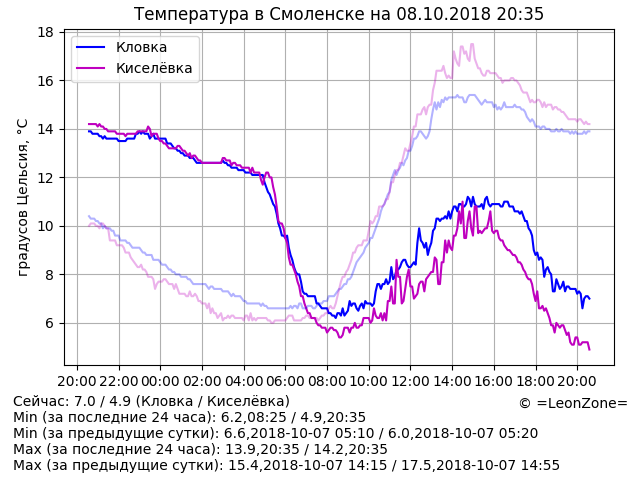 Температура в Смоленске на 08.10.2018 20:35
Кловка
Киселёвка
градусов Цельсия, °C
18
16
14
12
10
8
6
20:00 22:00 00:00 02:00 04:00 06:00 08:00 10:00 12:00 14:00 16:00 18:00 20:00
Сейчас: 7.0 / 4.9 (Кловка / Киселёвка)
© =LeonZone=
Min (за последние 24 часа): 6.2,08:25 / 4.9,20:35
Min (за предыдущие сутки): 6.6,2018-10-07 05:10 / 6.0,2018-10-07 05:20
Max (за последние 24 часа): 13.9,20:35 / 14.2,20:35
Max (за предыдущие сутки): 15.4,2018-10-07 14:15 / 17.5,2018-10-07 14:55